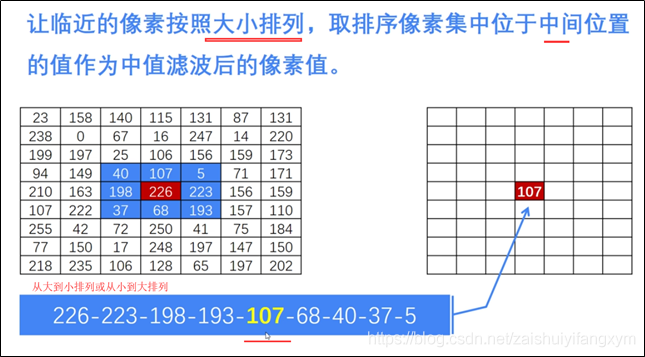 让临近的像素按照大小排列，取排序像素集中位于中间位置
的值作为中值滤波后的像素值。
23 158 140 115 131 87 131
238 0 67 16 247 14 220
199 197 25 106 156 159 173
94 149 40 107 5 71 171
210 163 198 226 223 156 159
107 222 37 68 193 157 110
255 42 72 250 41 75 184
77 150 17 248 197 147 150
218 235 106 128 65 197 202
107
从大到小排列或从小到大排列
226-223-198-193-107-68-40-37-5
https://blog.csdn.net/zaishuiyifangxym